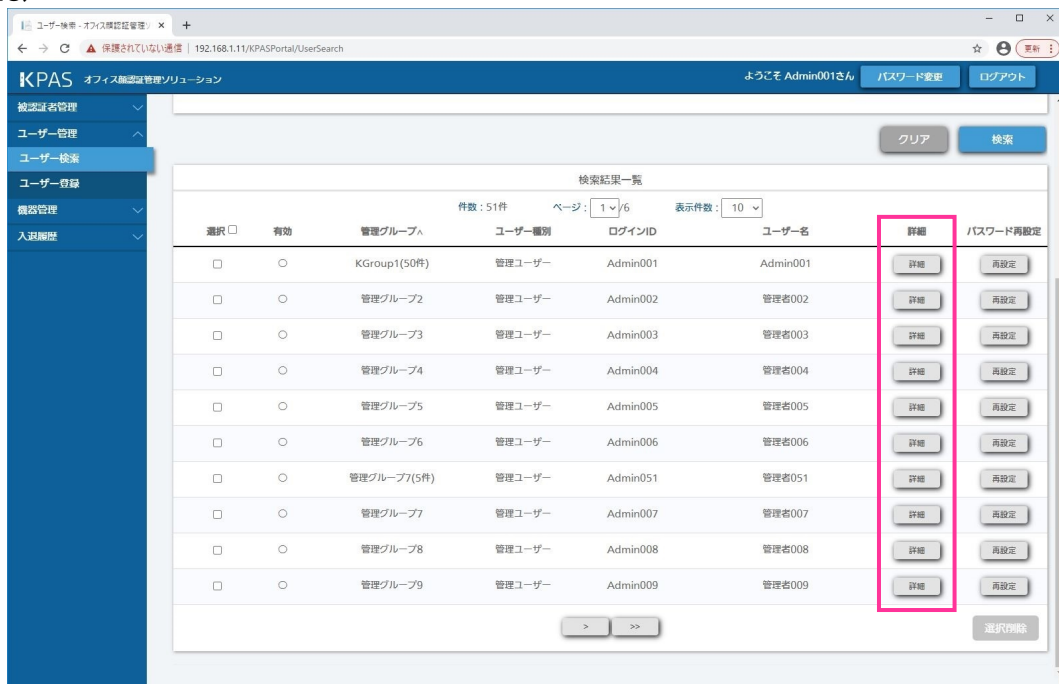 ユーザー検索 - オフィス顔認証管理ソ
保護されていない通信 | 192.168.1.11/KPASPortal/UserSearch 更新
KPAS オフィス顔認証管理ソリューション ようこそ Admin001さん パスワード変更 ログアウト
被認証者管理
ユーザー管理
ユーザー検索
ユーザー登録
機器管理
入退履歴
クリア 検索
検索結果一覧
件数：51件 ページ： 1 /6 表示件数： 10
選択 有効 管理グループ∧ ユーザー種別 ログインID ユーザー名 詳細 パスワード再設定
○ KGroup1(50件) 管理ユーザー Admin001 Admin001 詳細 再設定
○ 管理グループ2 管理ユーザー Admin002 管理者002 詳細 再設定
○ 管理グループ3 管理ユーザー Admin003 管理者003 詳細 再設定
○ 管理グループ4 管理ユーザー Admin004 管理者004 詳細 再設定
○ 管理グループ5 管理ユーザー Admin005 管理者005 詳細 再設定
○ 管理グループ6 管理ユーザー Admin006 管理者006 詳細 再設定
○ 管理グループ7(5件) 管理ユーザー Admin051 管理者051 詳細 再設定
○ 管理グループ7 管理ユーザー Admin007 管理者007 詳細 再設定
○ 管理グループ8 管理ユーザー Admin008 管理者008 詳細 再設定
○ 管理グループ9 管理ユーザー Admin009 管理者009 詳細 再設定
> >> 選択削除